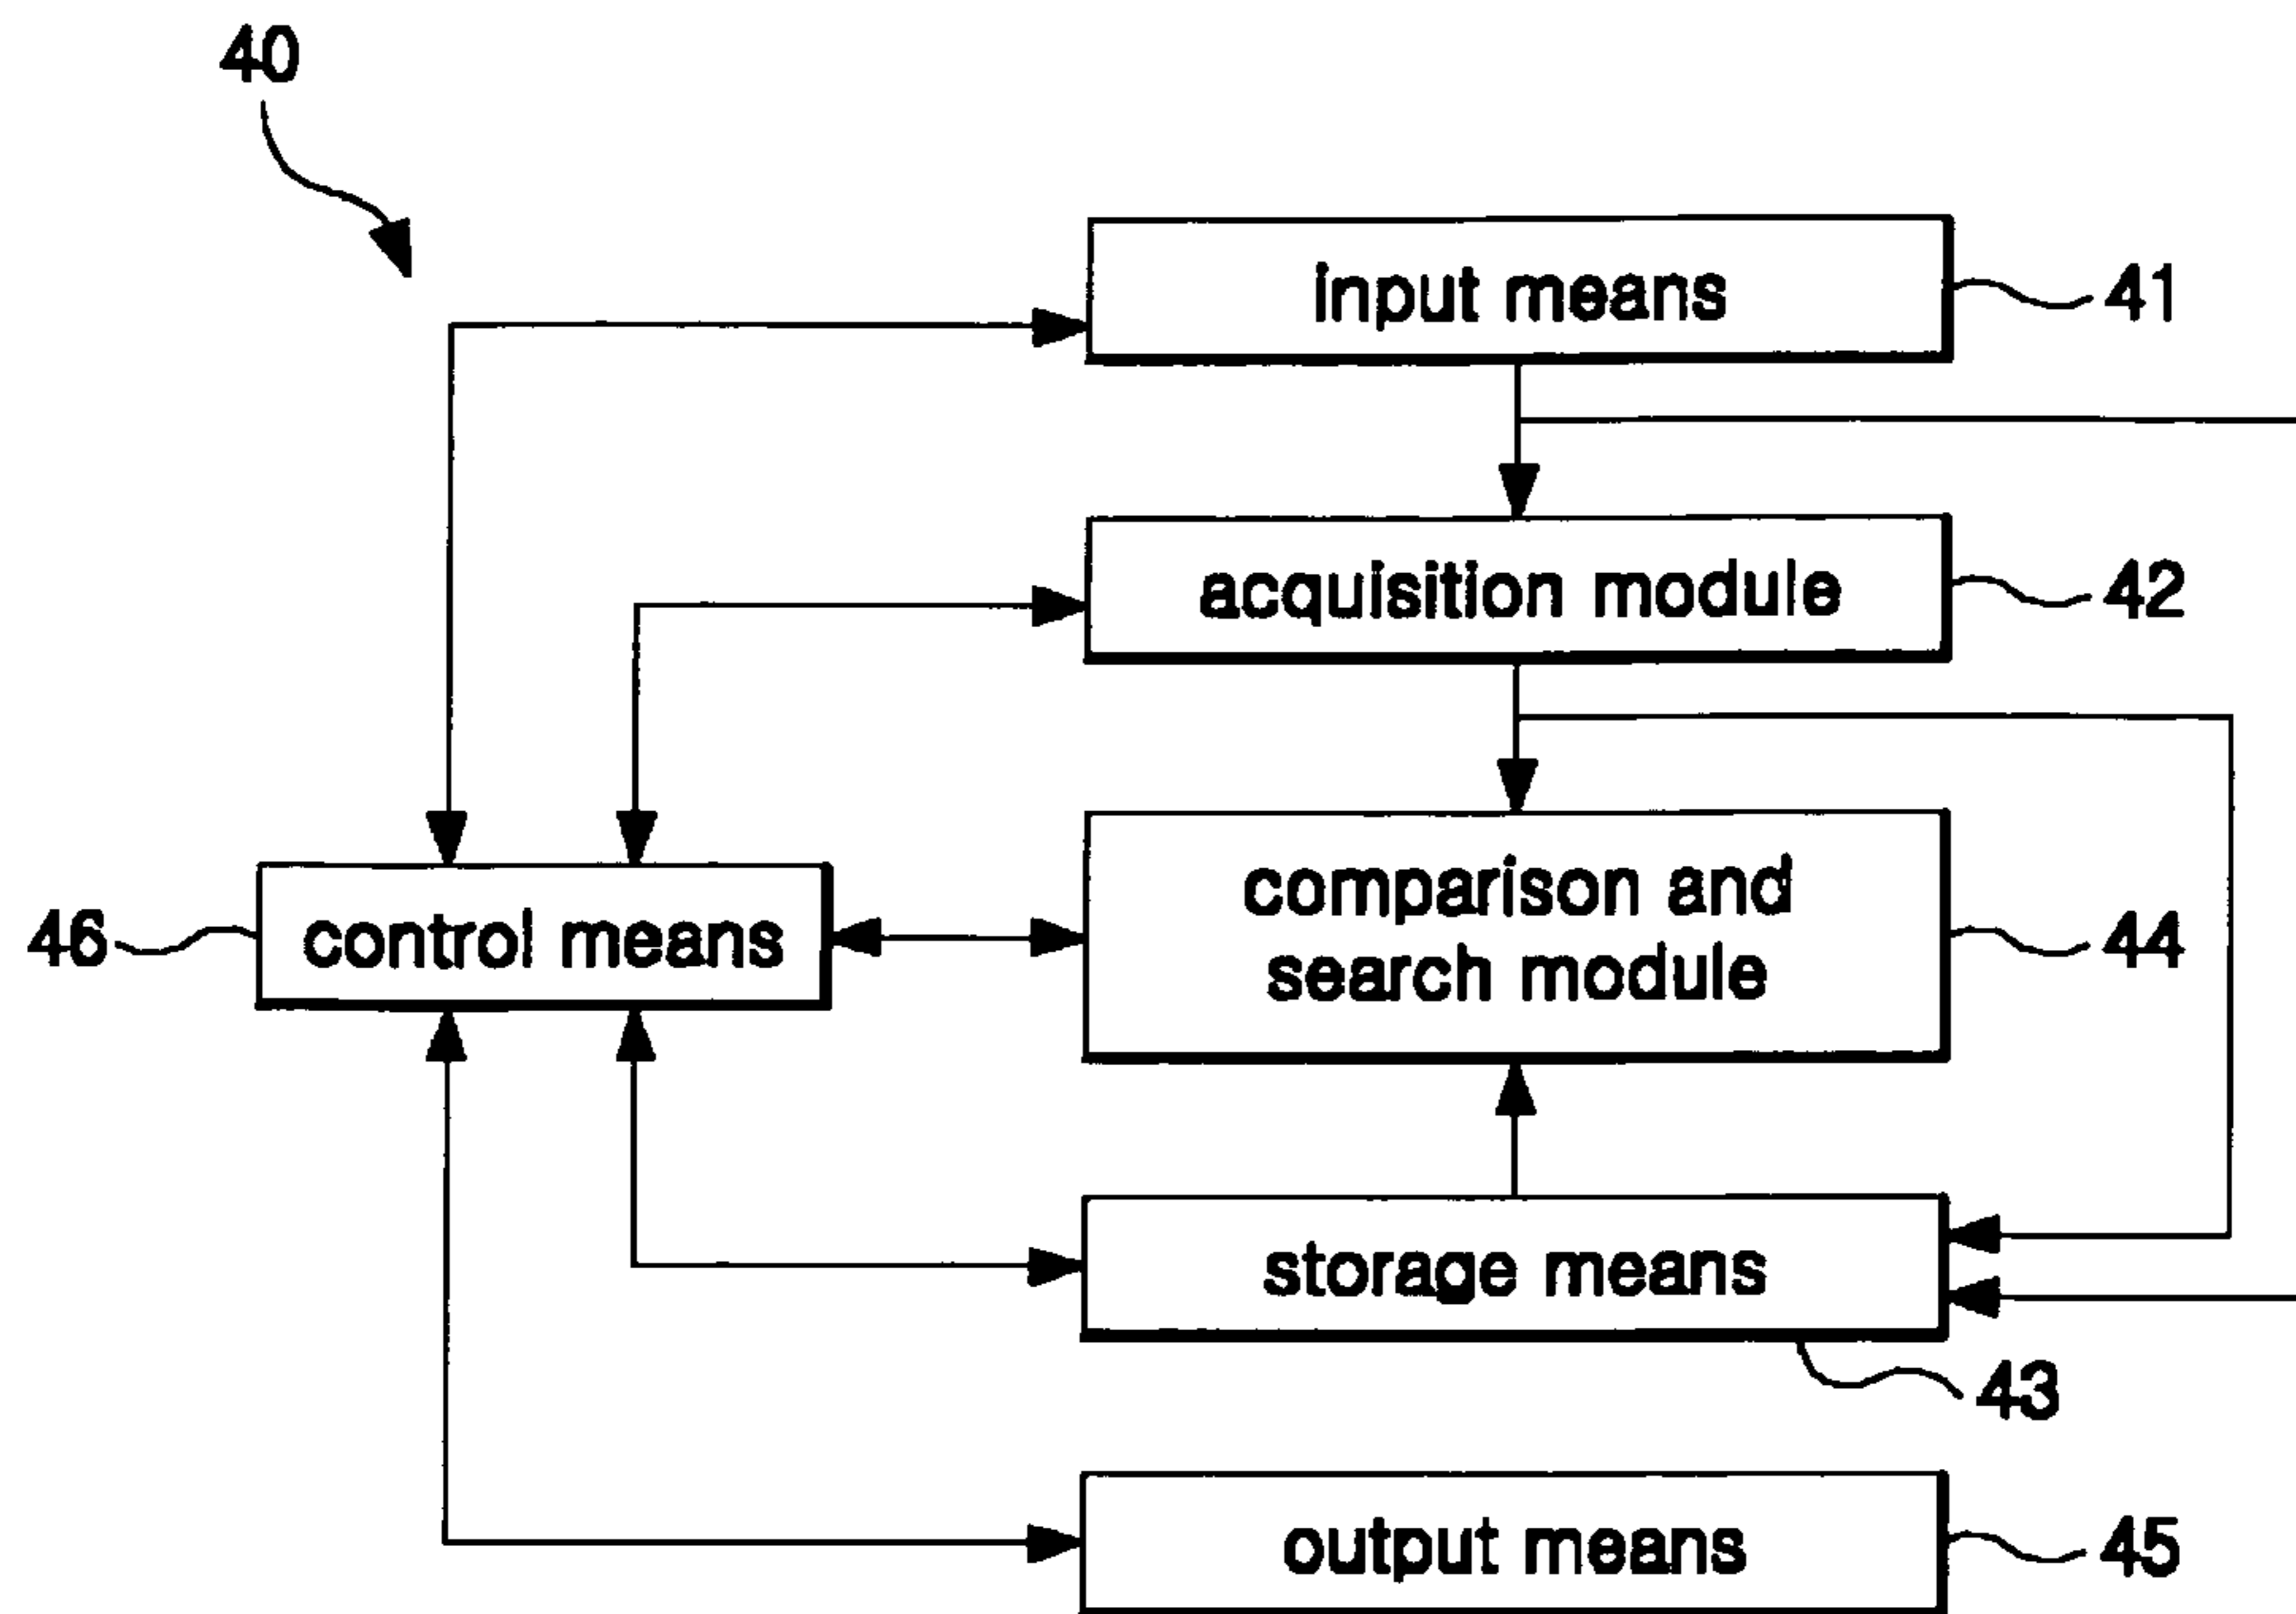 40
input means
41
acquisition module
42
comparison and
search module
44
46
control means
storage means
43
output means
45